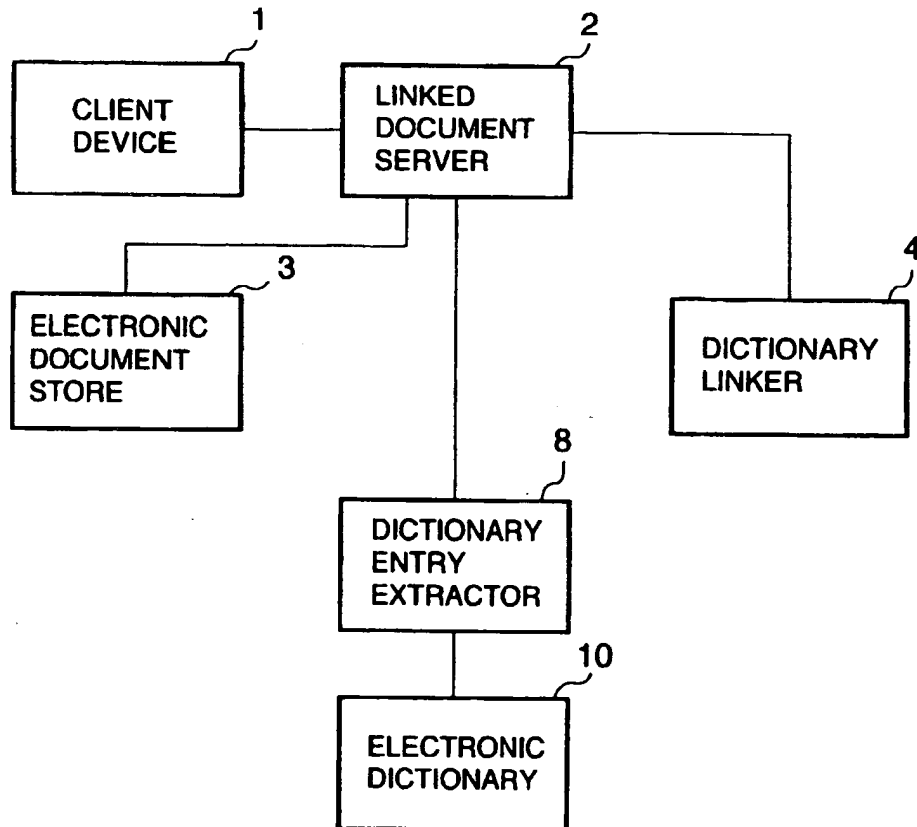 1
CLIENT
DEVICE
2
LINKED
DOCUMENT
SERVER
3
ELECTRONIC
DOCUMENT
STORE
4
DICTIONARY
LINKER
8
DICTIONARY
ENTRY
EXTRACTOR
10
ELECTRONIC
DICTIONARY